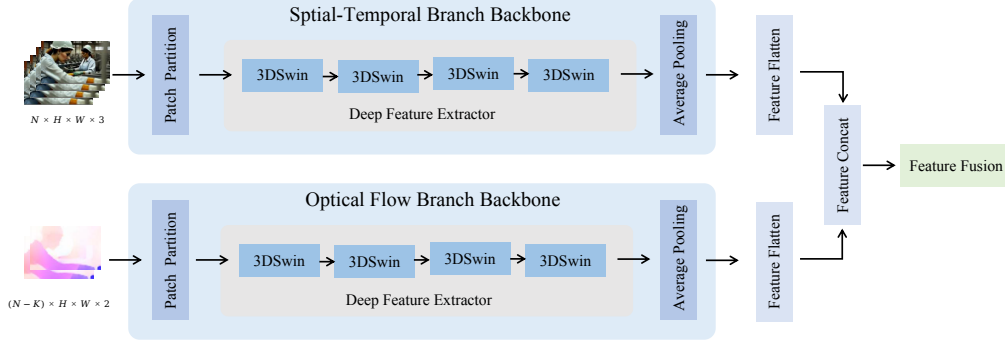 Sptial-Temporal Branch Backbone
N × H × W × 3
Patch Partition
3DSwin
3DSwin
3DSwin
3DSwin
Deep Feature Extractor
Average Pooling
Feature Flatten
Feature Concat
Feature Fusion
Optical Flow Branch Backbone
(N − K) × H × W × 2
Patch Partition
3DSwin
3DSwin
3DSwin
3DSwin
Deep Feature Extractor
Average Pooling
Feature Flatten